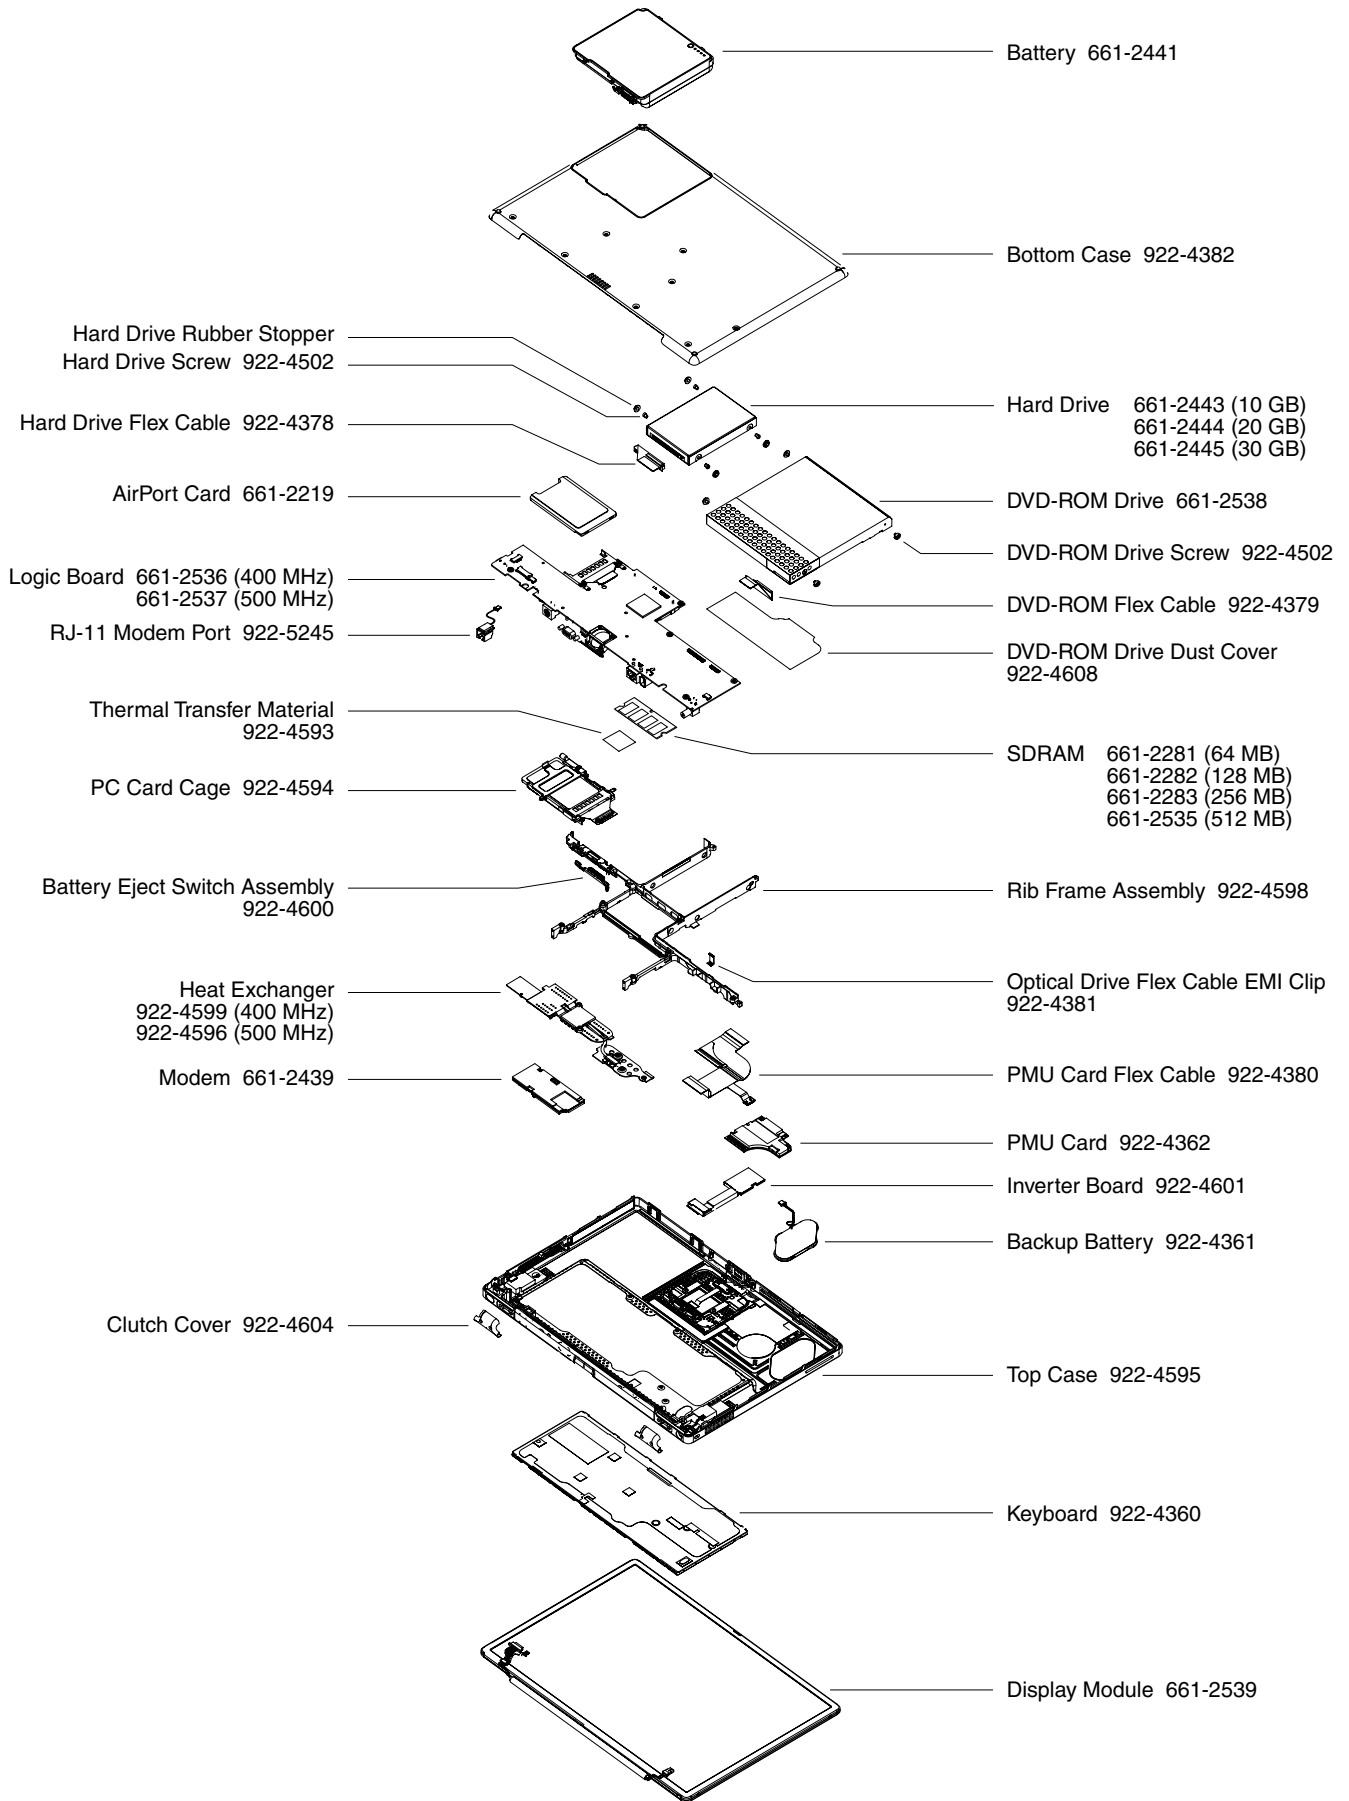 Battery 661-2441
Bottom Case 922-4382
Hard Drive Rubber Stopper
Hard Drive Screw 922-4502
Hard Drive Flex Cable 922-4378
Hard Drive 661-2443 (10 GB)
661-2444 (20 GB)
661-2445 (30 GB)
AirPort Card 661-2219
DVD-ROM Drive 661-2538
DVD-ROM Drive Screw 922-4502
Logic Board 661-2536 (400 MHz)
661-2537 (500 MHz)
DVD-ROM Flex Cable 922-4379
RJ-11 Modem Port 922-5245
DVD-ROM Drive Dust Cover
922-4608
Thermal Transfer Material
922-4593
SDRAM 661-2281 (64 MB)
661-2282 (128 MB)
661-2283 (256 MB)
661-2535 (512 MB)
PC Card Cage 922-4594
Battery Eject Switch Assembly
922-4600
Rib Frame Assembly 922-4598
Optical Drive Flex Cable EMI Clip
922-4381
Heat Exchanger
922-4599 (400 MHz)
922-4596 (500 MHz)
Modem 661-2439
PMU Card Flex Cable 922-4380
PMU Card 922-4362
Inverter Board 922-4601
Backup Battery 922-4361
Clutch Cover 922-4604
Top Case 922-4595
Keyboard 922-4360
Display Module 661-2539